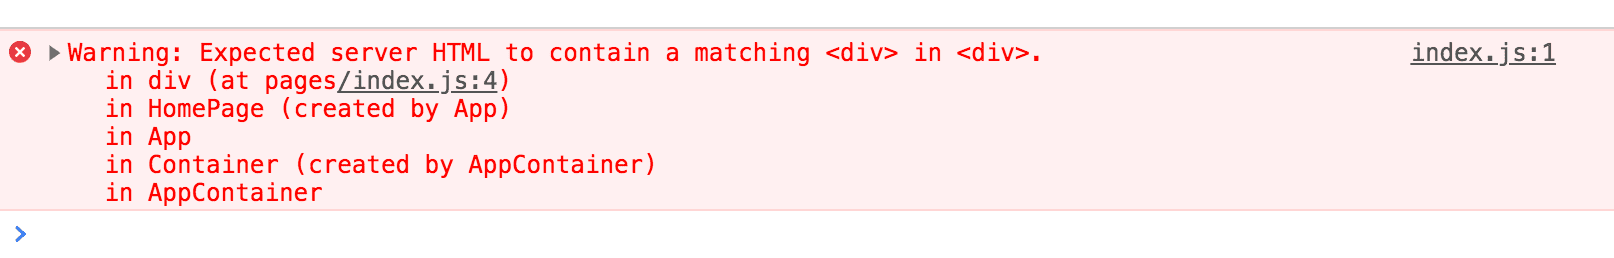 Warning: Expected server HTML to contain a matching <div> in <div>. index.js:1
in div (at pages/index.js:4)
in HomePage (created by App)
in App
in Container (created by AppContainer)
in AppContainer